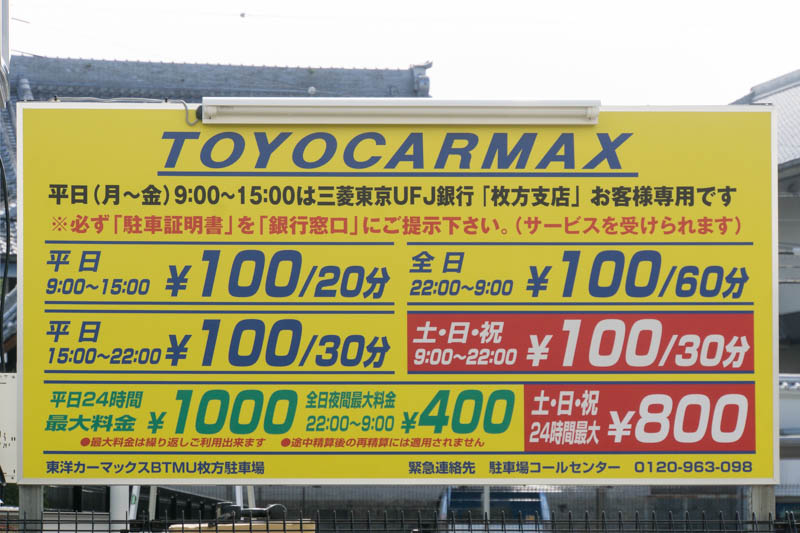 TOYOCARMAX
平日(月〜金)9:00〜15:00は三菱東京UFJ銀行「枚方支店」お客様専用です
※必ず「駐車証明書」を「銀行窓口」にご提示下さい。(サービスを受けられます)
平日
9:00〜15:00 ¥100/20分
全日
22:00〜9:00 ¥100/60分
平日
15:00〜22:00 ¥100/30分
土・日・祝
9:00〜22:00 ¥100/30分
平日24時間
最大料金 ¥1000
全日夜間最大料金
22:00〜9:00 ¥400
●最大料金は繰り返しご利用出来ます ●途中精算後の再精算には適用されません
土・日・祝
24時間最大 ¥800
東洋カーマックスBTMU枚方駐車場 緊急連絡先 駐車場コールセンター 0120-963-098